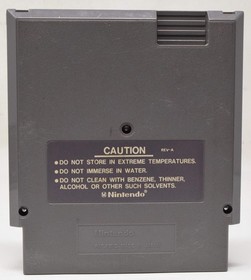 CAUTION REV-A
• DO NOT STORE IN EXTREME TEMPERATURES.
• DO NOT IMMERSE IN WATER.
• DO NOT CLEAN WITH BENZENE, THINNER,
ALCOHOL OR OTHER SUCH SOLVENTS.
Nintendo®